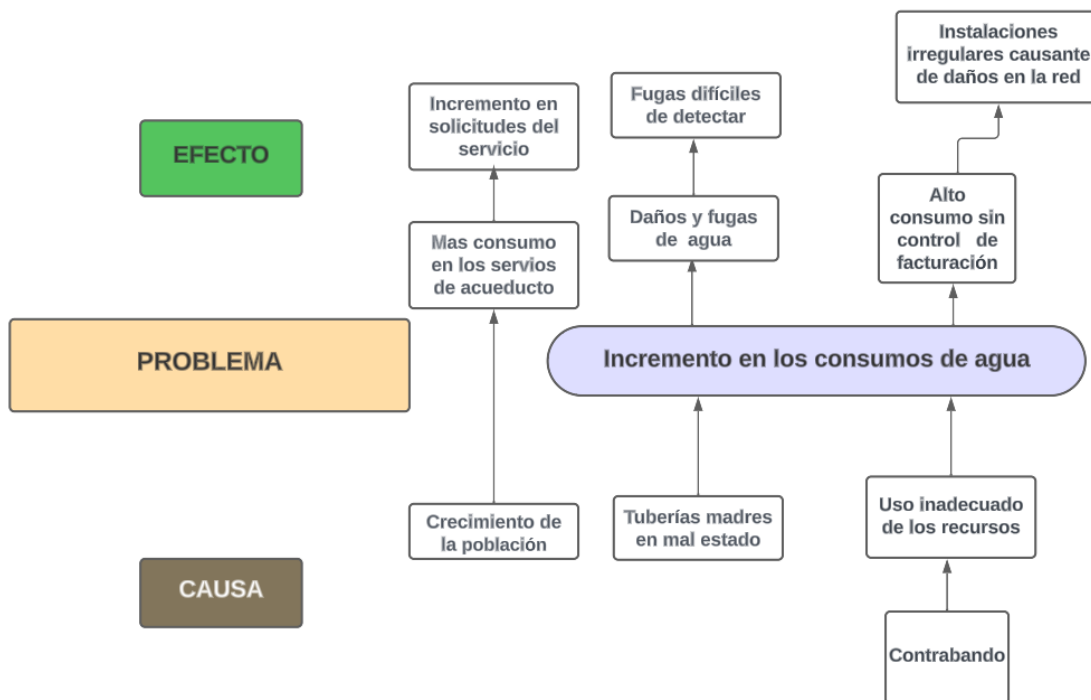 Instalaciones
irregulares causante
de daños en la red
Incremento en
solicitudes del
servicio
Fugas difíciles
de detectar
EFECTO
Mas consumo
en los servios
de acueducto
Daños y fugas
de agua
Alto
consumo sin
control de
facturación
PROBLEMA
Incremento en los consumos de agua
Crecimiento de
la población
Tuberías madres
en mal estado
Uso inadecuado
de los recursos
CAUSA
Contrabando